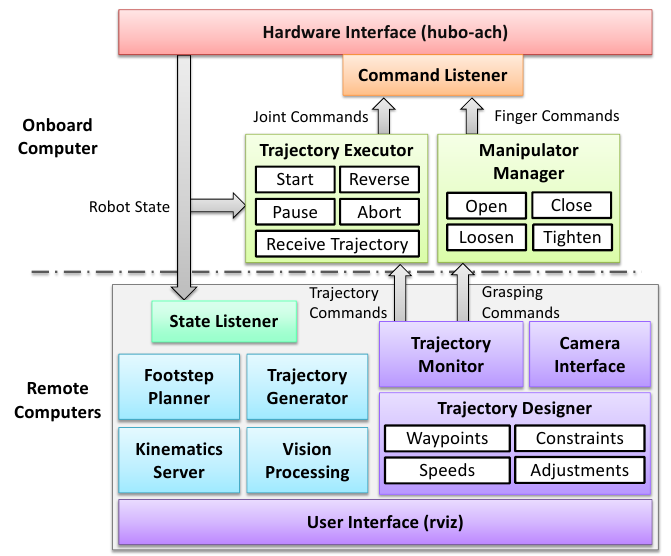 Hardware Interface (hubo-ach)
Command Listener
Joint Commands
Finger Commands
Onboard
Computer
Trajectory Executor
Start
Reverse
Pause
Abort
Receive Trajectory
Manipulator
Manager
Open
Close
Loosen
Tighten
Robot State
Trajectory
Commands
Grasping
Commands
State Listener
Trajectory
Monitor
Camera
Interface
Remote
Computers
Footstep
Planner
Trajectory
Generator
Kinematics
Server
Vision
Processing
Trajectory Designer
Waypoints
Constraints
Speeds
Adjustments
User Interface (rviz)